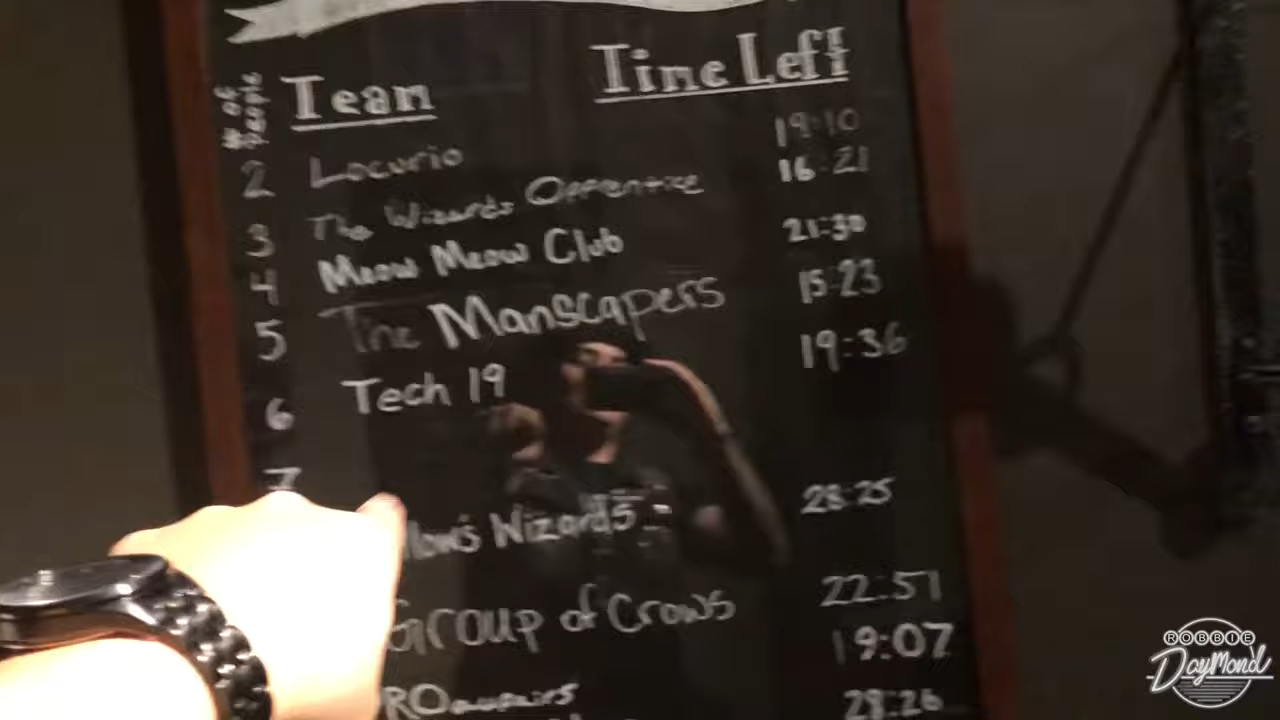 # of People Team Time Left
2 Locurio 19:10
3 The Wizards Apprentice 16:21
4 Meow Meow Club 21:30
5 The Manscapers 15:23
6 Tech 19 19:36
7
Wizards 28:25
Group of Crows 22:57
19:07
28:26
ROBBIE
DayMond